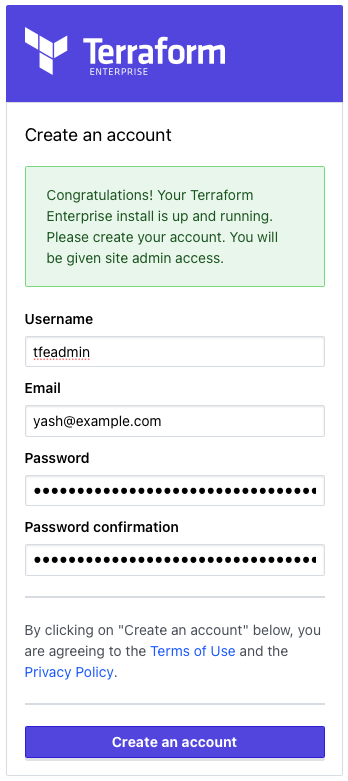 Terraform
ENTERPRISE
Create an account
Congratulations! Your Terraform
Enterprise install is up and running.
Please create your account. You will
be given site admin access.
Username
tfeadmin
Email
yash@example.com
Password
••••••••••••••••••••••••••••••••
Password confirmation
••••••••••••••••••••••••••••••••
By clicking on "Create an account" below, you
are agreeing to the Terms of Use and the
Privacy Policy.
Create an account